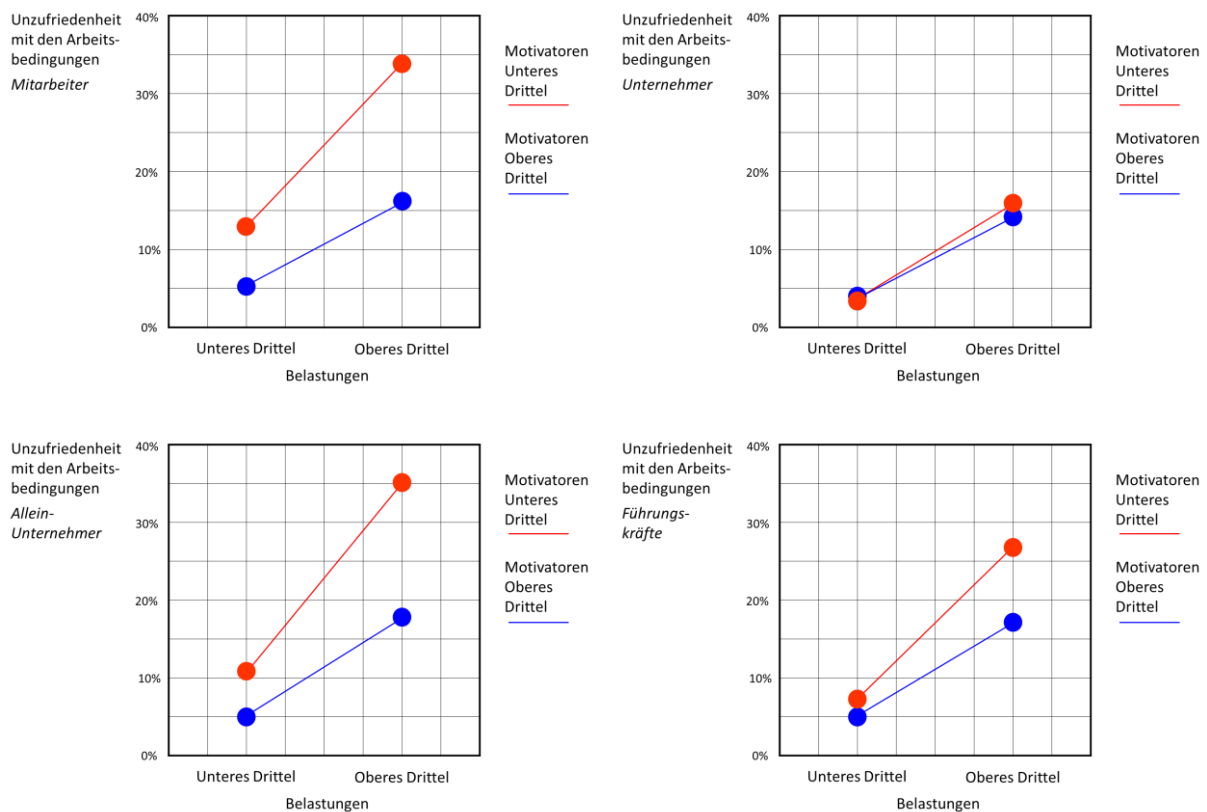 Unzufriedenheit
mit den Arbeits-
bedingungen
Mitarbeiter
40%
30%
20%
10%
0%
Unteres Drittel
Oberes Drittel
Belastungen
Motivatoren
Unteres
Drittel
Motivatoren
Oberes
Drittel
Unzufriedenheit
mit den Arbeits-
bedingungen
Unternehmer
40%
30%
20%
10%
0%
Unteres Drittel
Oberes Drittel
Belastungen
Motivatoren
Unteres
Drittel
Motivatoren
Oberes
Drittel
Unzufriedenheit
mit den Arbeits-
bedingungen
Allein-
Unternehmer
40%
30%
20%
10%
0%
Unteres Drittel
Oberes Drittel
Belastungen
Motivatoren
Unteres
Drittel
Motivatoren
Oberes
Drittel
Unzufriedenheit
mit den Arbeits-
bedingungen
Führungs-
kräfte
40%
30%
20%
10%
0%
Unteres Drittel
Oberes Drittel
Belastungen
Motivatoren
Unteres
Drittel
Motivatoren
Oberes
Drittel